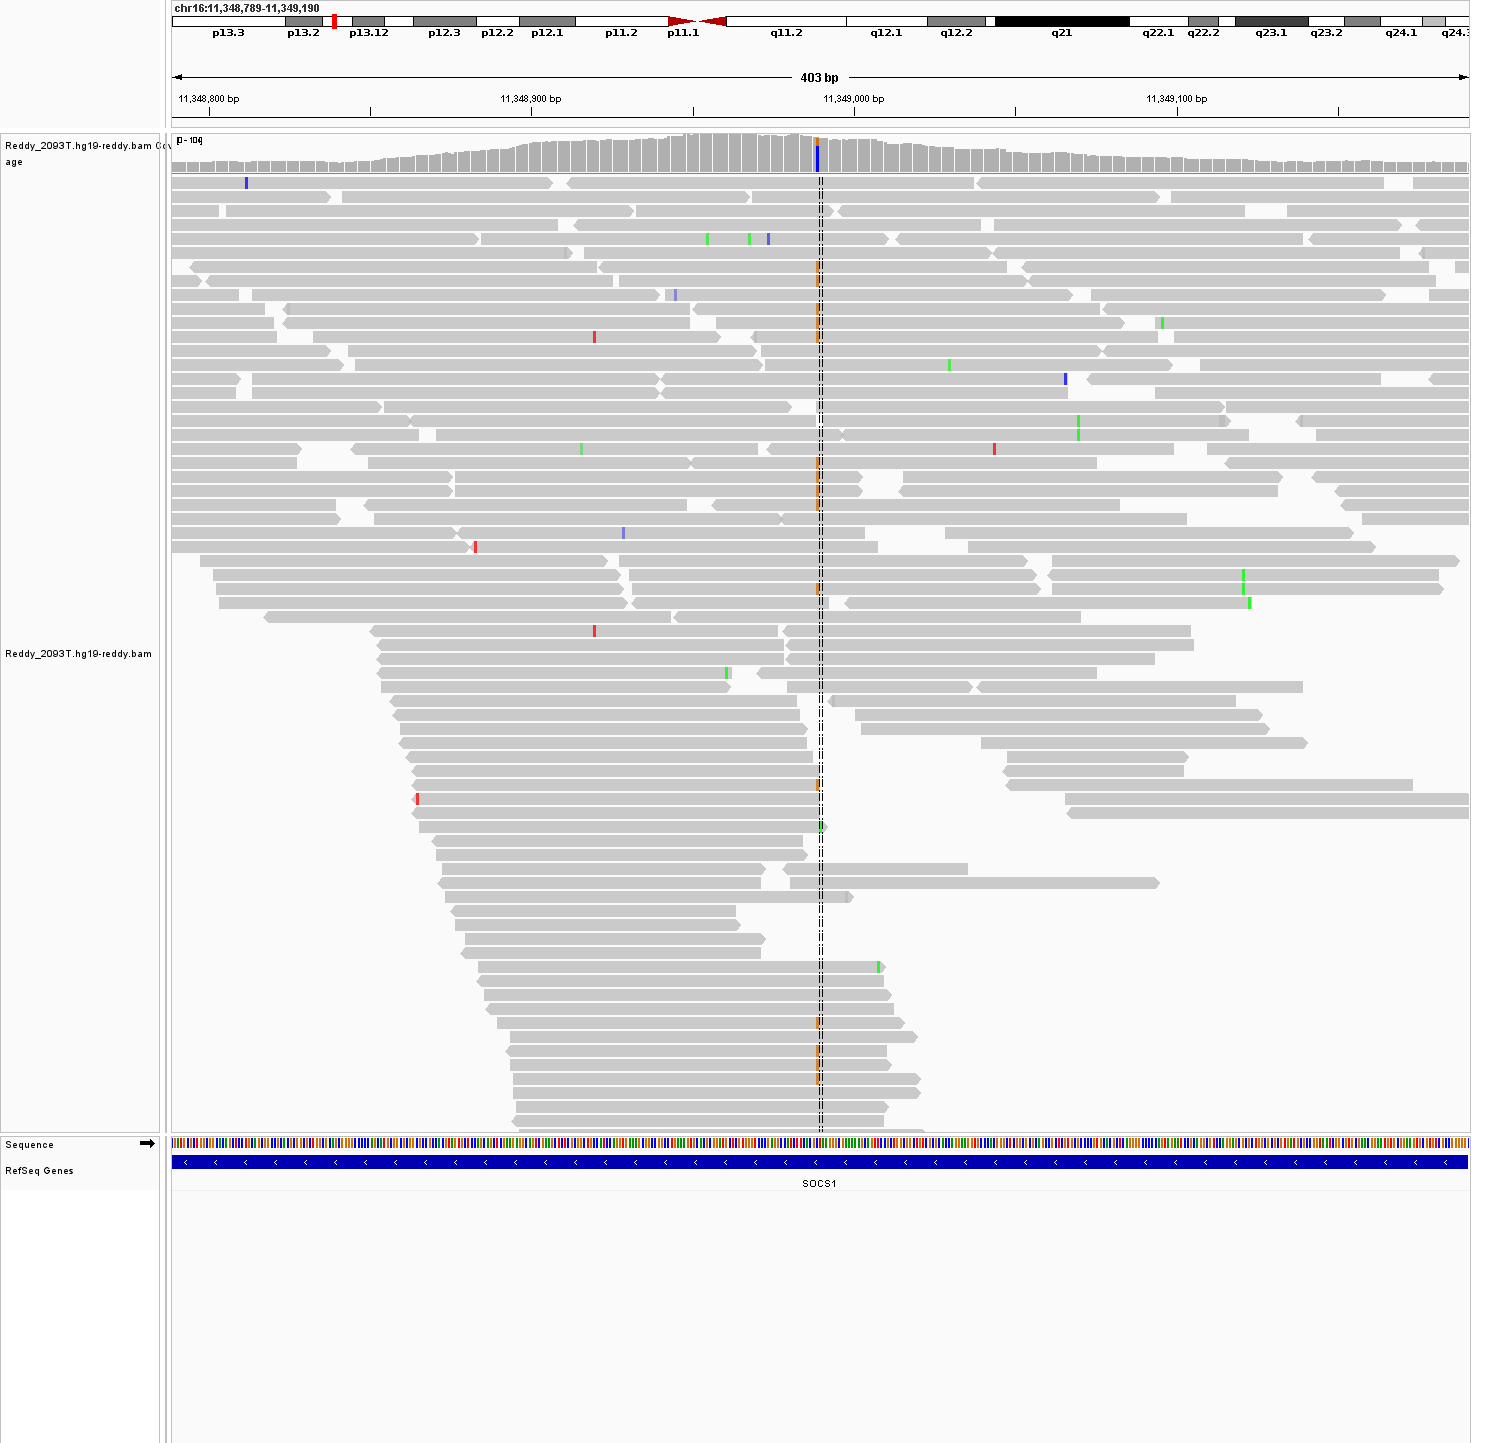 chr16:11,348,789-11,349,190
p13.3 p13.2 p13.12 p12.3 p12.2 p12.1 p11.2 p11.1 q11.2 q12.1 q12.2 q21 q22.1 q22.2 q23.1 q23.2 q24.1 q24.3
403 bp
11,348,800 bp 11,348,900 bp 11,349,000 bp 11,349,100 bp
[0 - 104]
Reddy_2093T.hg19-reddy.bam Cov
age
Reddy_2093T.hg19-reddy.bam
Sequence
RefSeq Genes
SOCS1